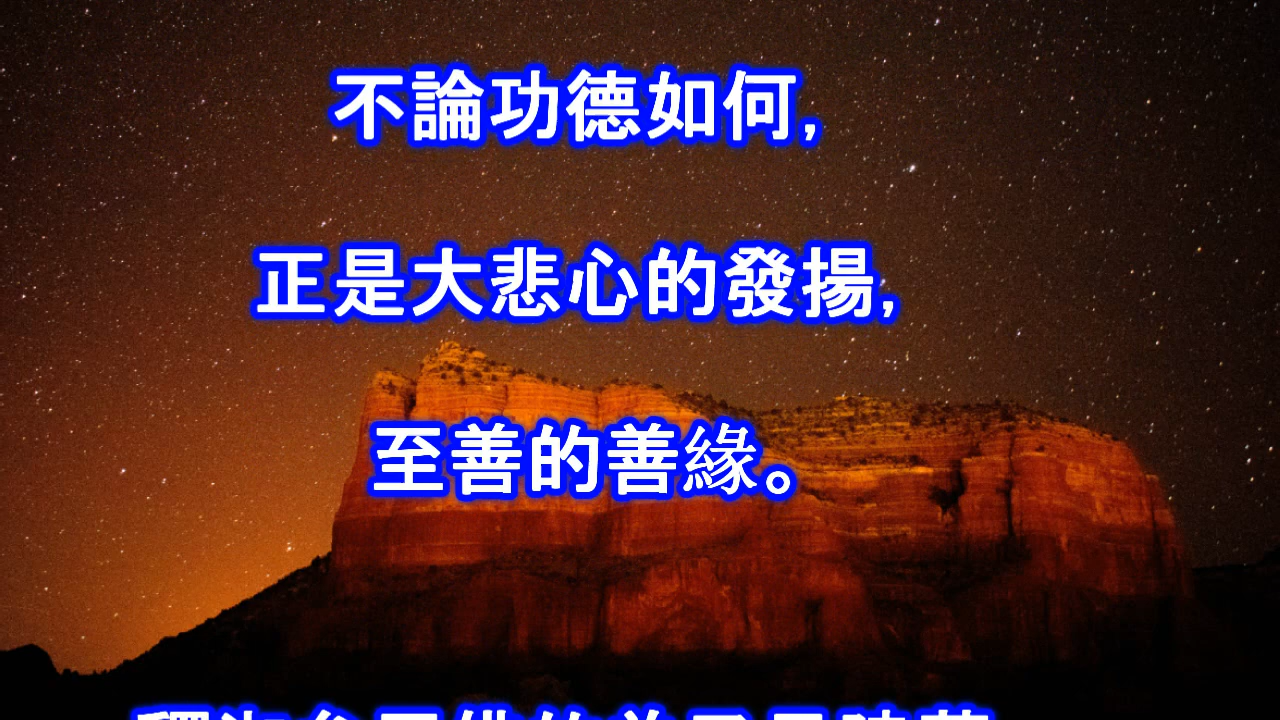 不論功德如何,
正是大悲心的發揚,
至善的善緣。